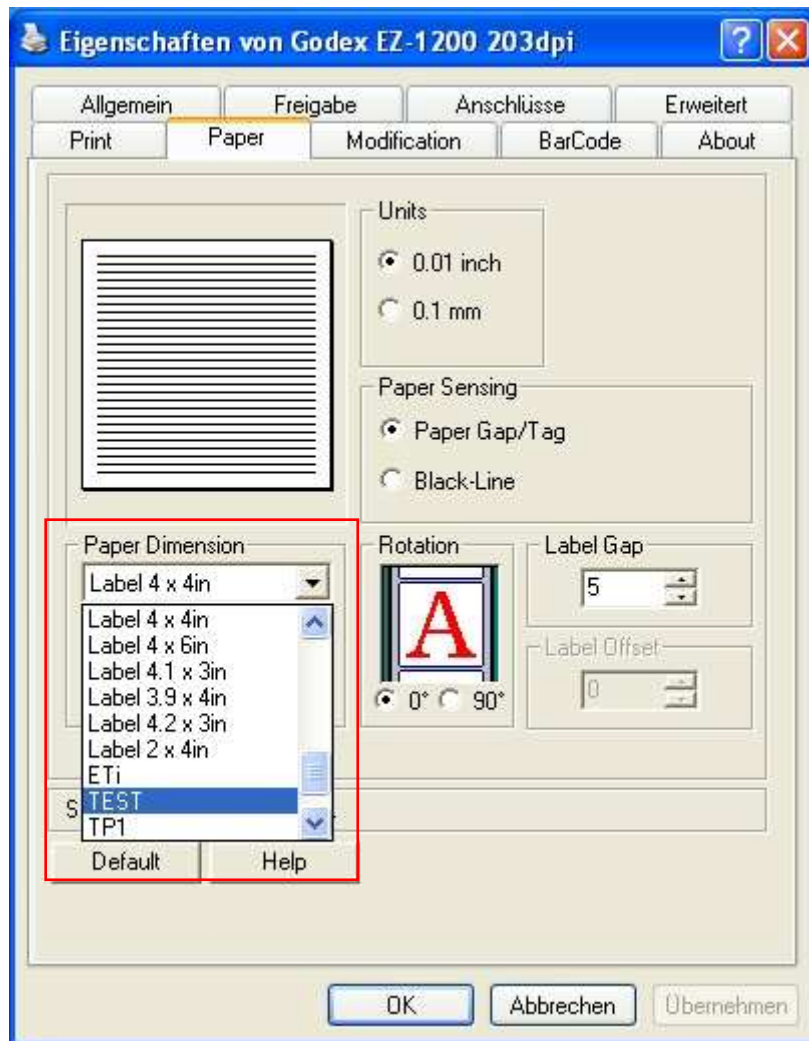 Eigenschaften von Godex EZ-1200 203dpi
Allgemein Freigabe Anschlüsse Erweitert
Print Paper Modification BarCode About
Units
0.01 inch
0.1 mm
Paper Sensing
Paper Gap/Tag
Black-Line
Paper Dimension
Label 4 x 4in
Label 4 x 4in
Label 4 x 6in
Label 4.1 x 3in
Label 3.9 x 4in
Label 4.2 x 3in
Label 2 x 4in
ETi
TEST
TP1
Rotation
A
0° 90°
Label Gap
5
Label Offset
0
S
Default Help
OK Abbrechen Übernehmen